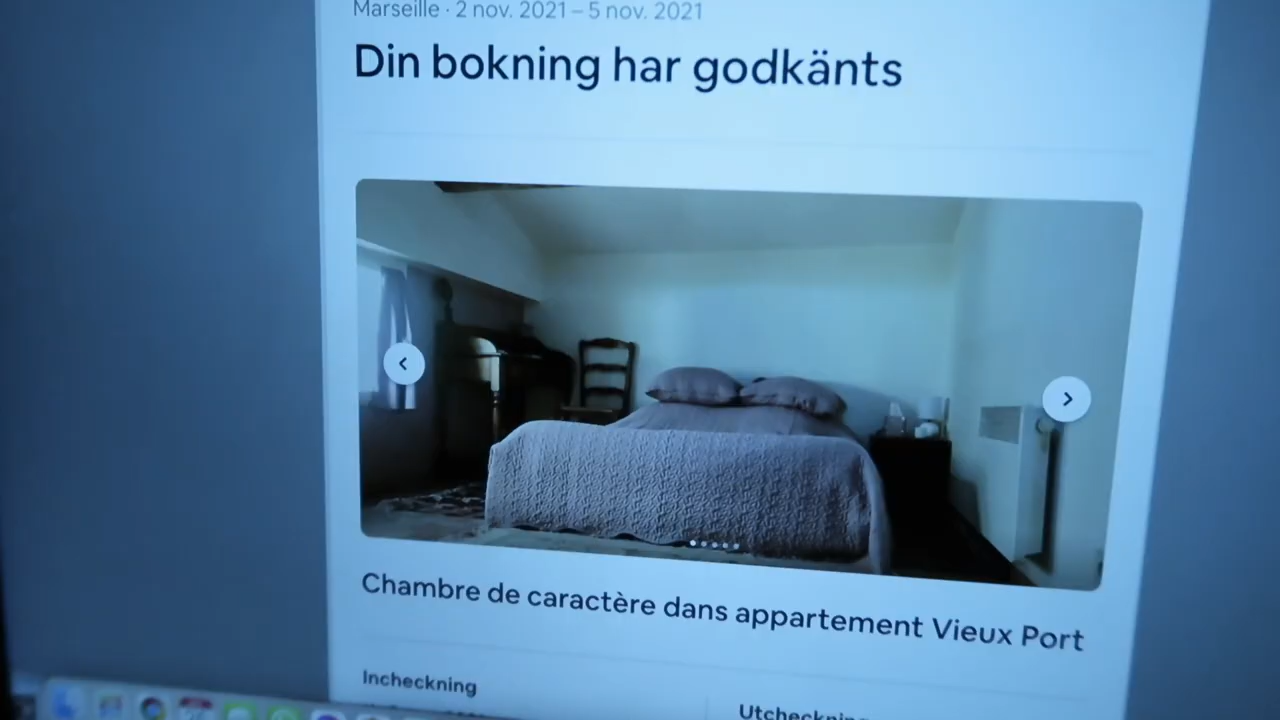 Marseille · 2 nov. 2021 – 5 nov. 2021
Din bokning har godkänts
Chambre de caractère dans appartement Vieux Port
Incheckning
Utcheckning